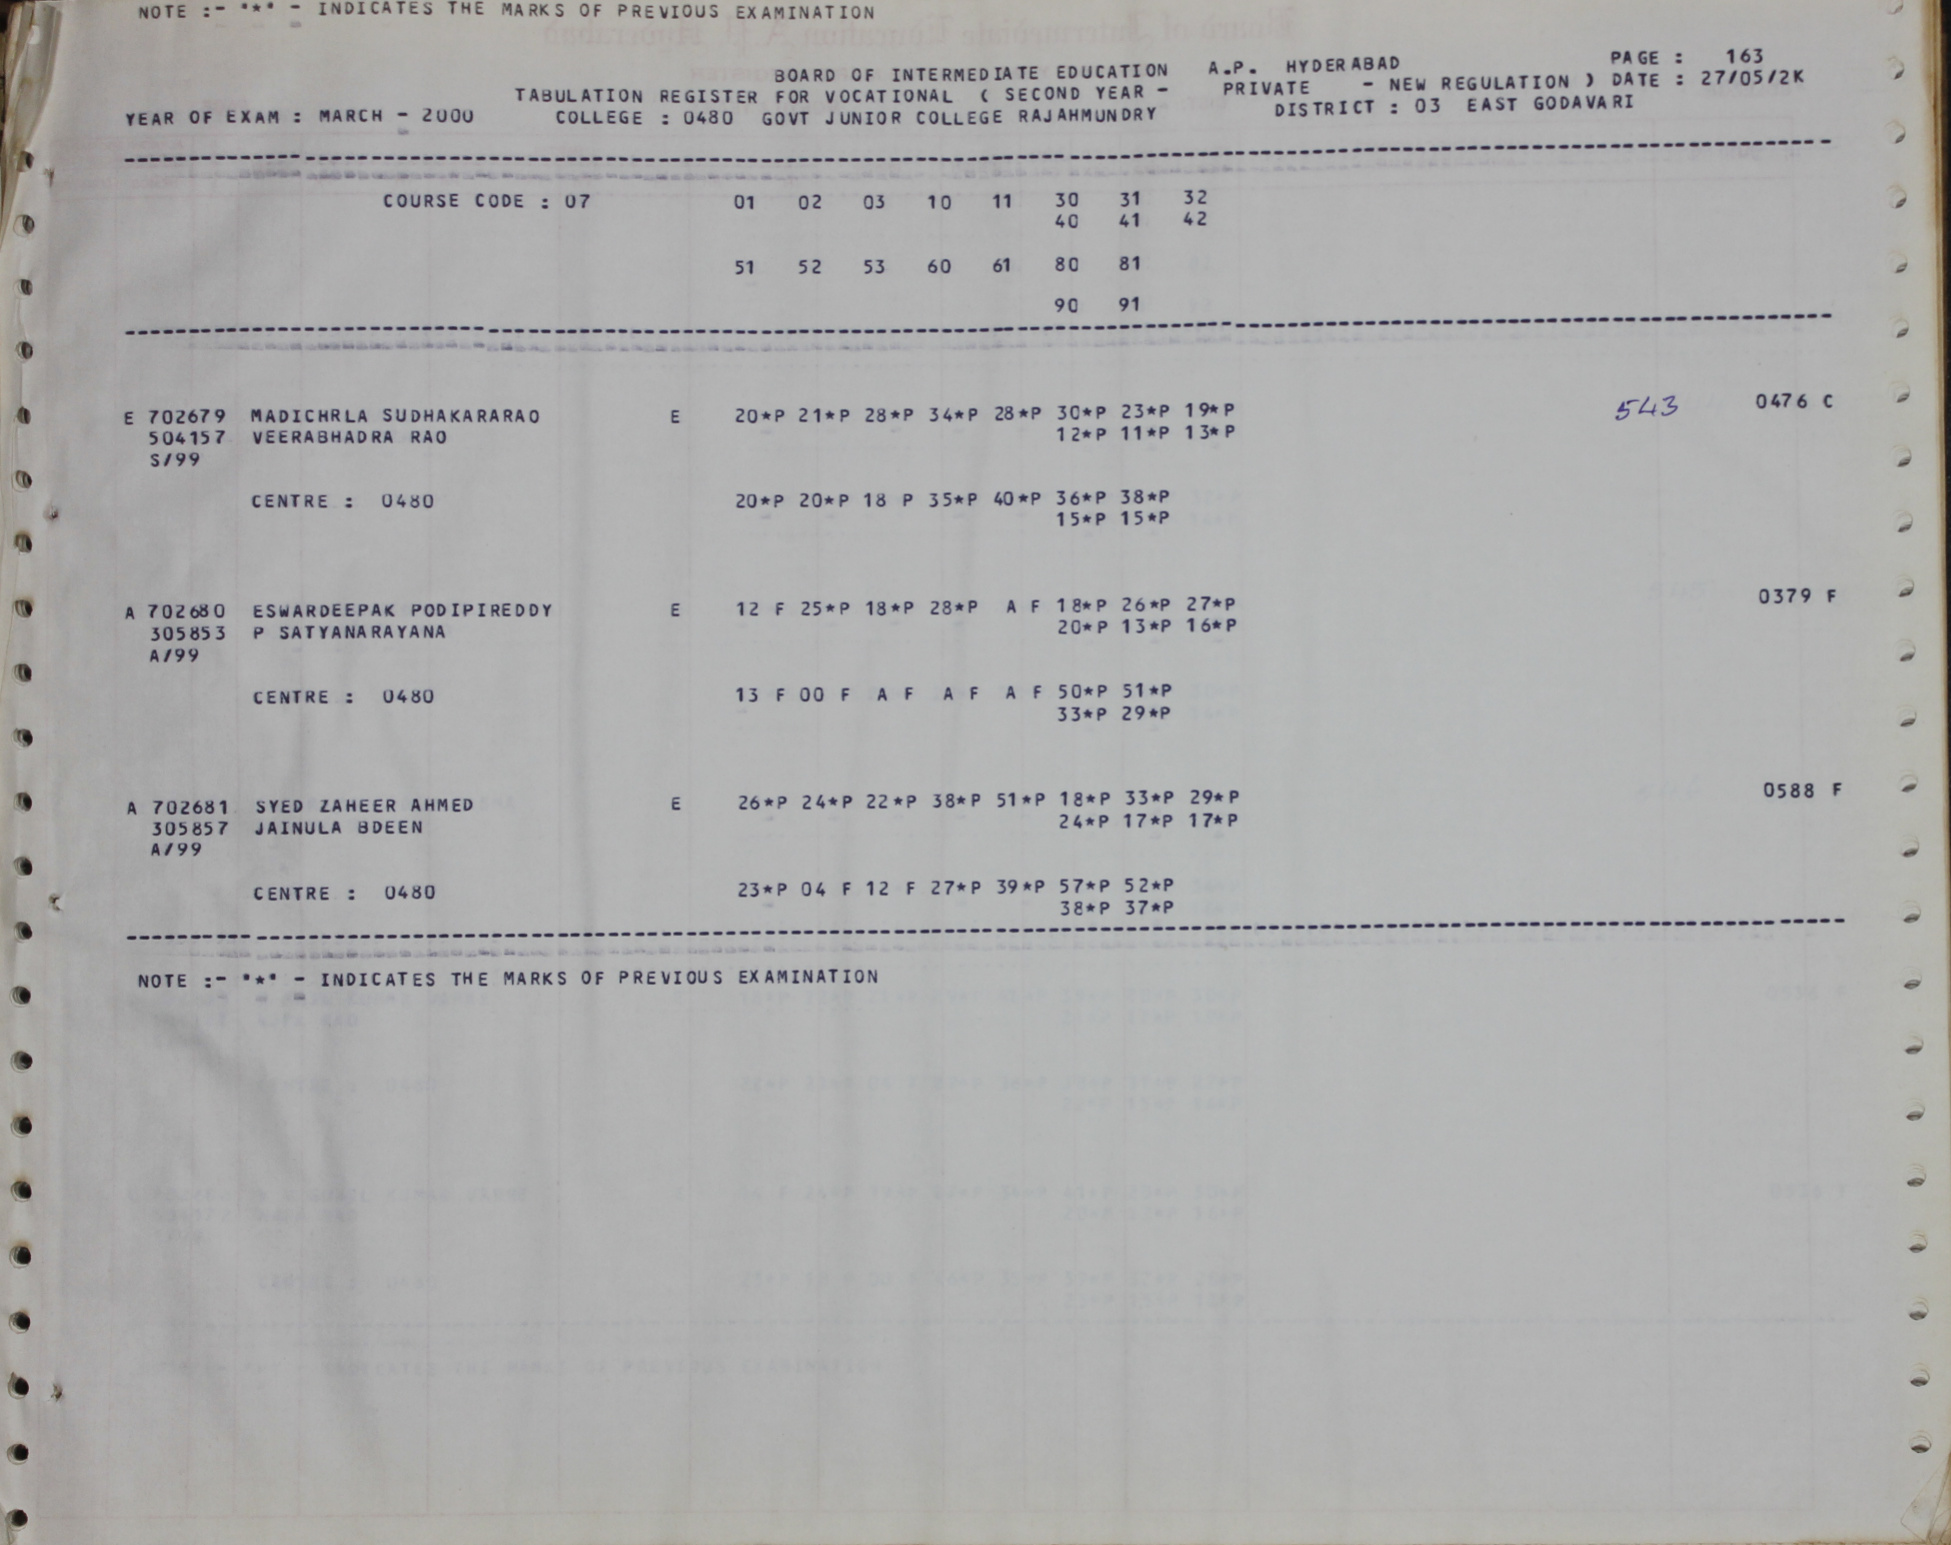 NOTE :- "*" - INDICATES THE MARKS OF PREVIOUS EXAMINATION
BOARD OF INTERMEDIATE EDUCATION A.P. HYDERABAD PAGE : 163
TABULATION REGISTER FOR VOCATIONAL ( SECOND YEAR - PRIVATE - NEW REGULATION ) DATE : 27/05/2K
YEAR OF EXAM : MARCH - 2000 COLLEGE : 0480 GOVT JUNIOR COLLEGE RAJAHMUNDRY DISTRICT : 03 EAST GODAVARI
COURSE CODE : 07 01 02 03 10 11 30 31 32
40 41 42
51 52 53 60 61 80 81
90 91
E 702679 MADICHRLA SUDHAKARARAO E 20*P 21*P 28*P 34*P 28*P 30*P 23*P 19*P 543 0476 C
504157 VEERABHADRA RAO 12*P 11*P 13*P
S/99
CENTRE : 0480 20*P 20*P 18 P 35*P 40*P 36*P 38*P
15*P 15*P
A 702680 ESWARDEEPAK PODIPIREDDY E 12 F 25*P 18*P 28*P A F 18*P 26*P 27*P 0379 F
305853 P SATYANARAYANA 20*P 13*P 16*P
A/99
CENTRE : 0480 13 F 00 F A F A F A F 50*P 51*P
33*P 29*P
A 702681 SYED ZAHEER AHMED E 26*P 24*P 22*P 38*P 51*P 18*P 33*P 29*P 0588 F
305857 JAINULA BDEEN 24*P 17*P 17*P
A/99
CENTRE : 0480 23*P 04 F 12 F 27*P 39*P 57*P 52*P
38*P 37*P
NOTE :- "*" - INDICATES THE MARKS OF PREVIOUS EXAMINATION